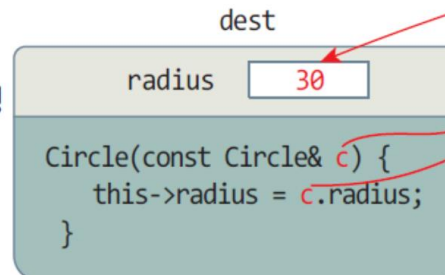 dest
radius 30
Circle(const Circle& c) {
this->radius = c.radius;
}